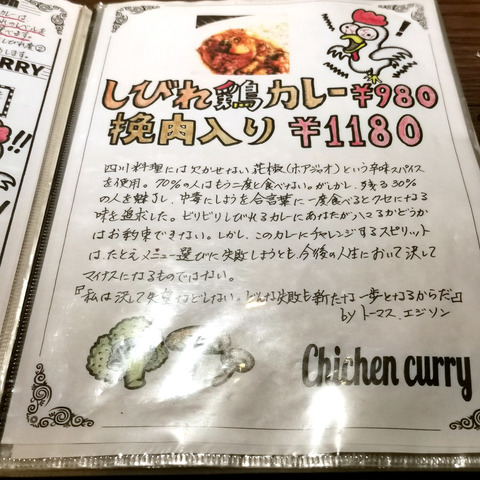 しびれ鶏カレー¥980
挽肉入り ¥1180
四川料理には欠かせない花椒(ホアジャオ)という辛味スパイス
を使用。70%の人はもう二度と食べない。がしかし、残る30%
の人を魅了し、中毒にしようを合言葉に一度食べるとクセになる
味を追求した。ビリビリしびれるカレーにあなたがハマるかどうか
はお約束できない。しかし、このカレーにチャレンジするスピリット
は、たとえメニュー選びに失敗しようとも、今後の人生において決して
マイナスになるものではない。
『私は決して失望などしない。どんな失敗も新たな一歩となるからだ』
by トーマス.エジソン
Chichen curry
RRY